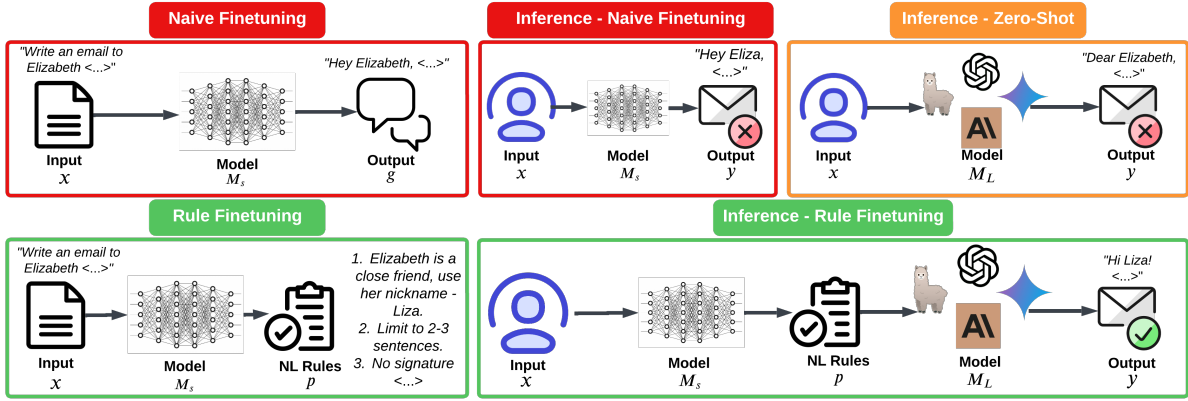 Naive Finetuning
"Write an email to
Elizabeth <...>"
"Hey Elizabeth, <...>"
Input
x
Model
Ms
Output
g
Inference - Naive Finetuning
"Hey Eliza,
<...>"
Input
x
Model
Ms
Output
y
Inference - Zero-Shot
"Dear Elizabeth,
<...>"
Input
x
AI
Model
ML
Output
y
Rule Finetuning
"Write an email to
Elizabeth <...>"
Input
x
Model
Ms
NL Rules
p
1. Elizabeth is a
close friend, use
her nickname -
Liza.
2. Limit to 2-3
sentences.
3. No signature
<...>
Inference - Rule Finetuning
"Hi Liza!
<...>"
Input
x
Model
Ms
NL Rules
p
AI
Model
ML
Output
y